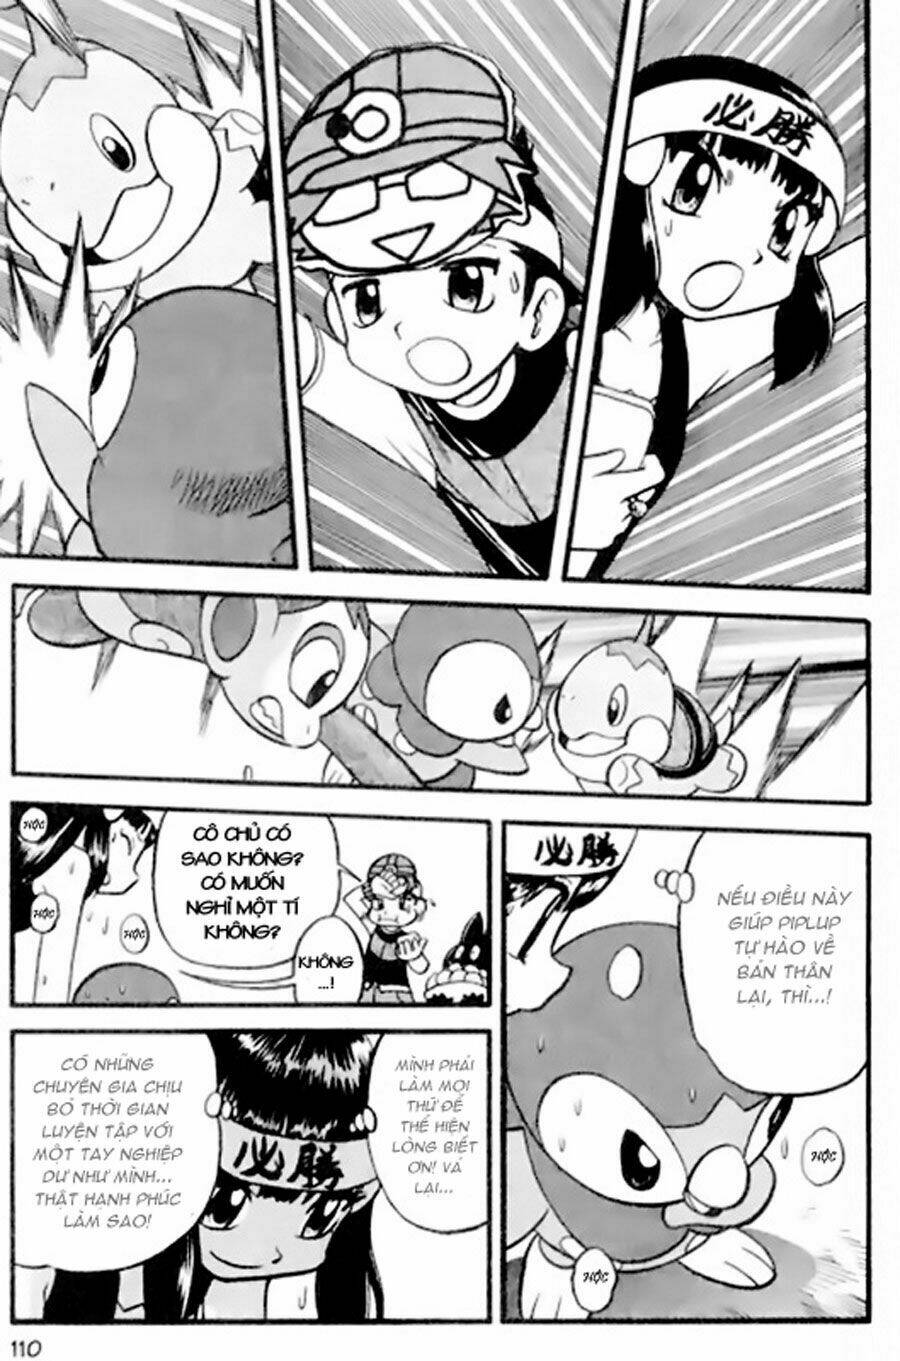 必勝
HỘC
HỘC
HỘC
CÔ CHỦ CÓ
SAO KHÔNG?
CÓ MUỐN
NGHỈ MỘT TÍ
KHÔNG?
KHÔNG
...!
必勝
NẾU ĐIỀU NÀY
GIÚP PIPLUP
TỰ HÀO VỀ
BẢN THÂN
LẠI, THÌ...!
HỘC
HỘC
CÓ NHỮNG
CHUYÊN GIA CHỊU
BỎ THỜI GIAN
LUYỆN TẬP VỚI
MỘT TAY NGHIỆP
DƯ NHƯ MÌNH...
THẬT HẠNH PHÚC
LÀM SAO!
必勝
MÌNH PHẢI
LÀM MỌI
THỨ ĐỂ
THỂ HIỆN
LÒNG BIẾT
ƠN! VẢ
LẠI...
110